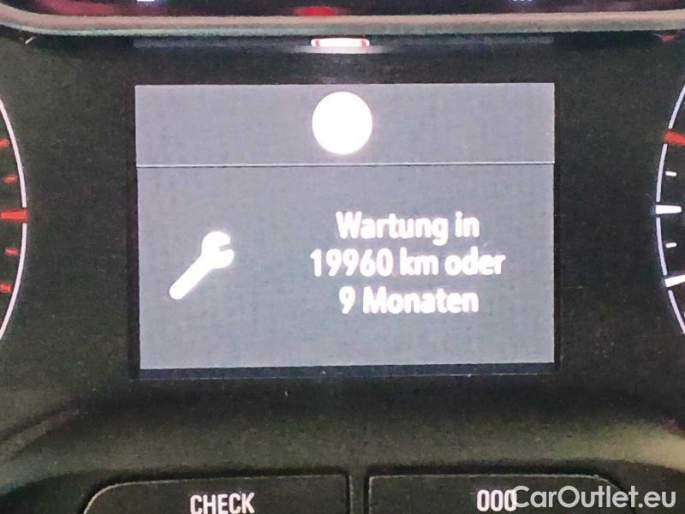 Wartung in
19960 km oder
9 Monaten
CHECK
000
CarOutlet.eu